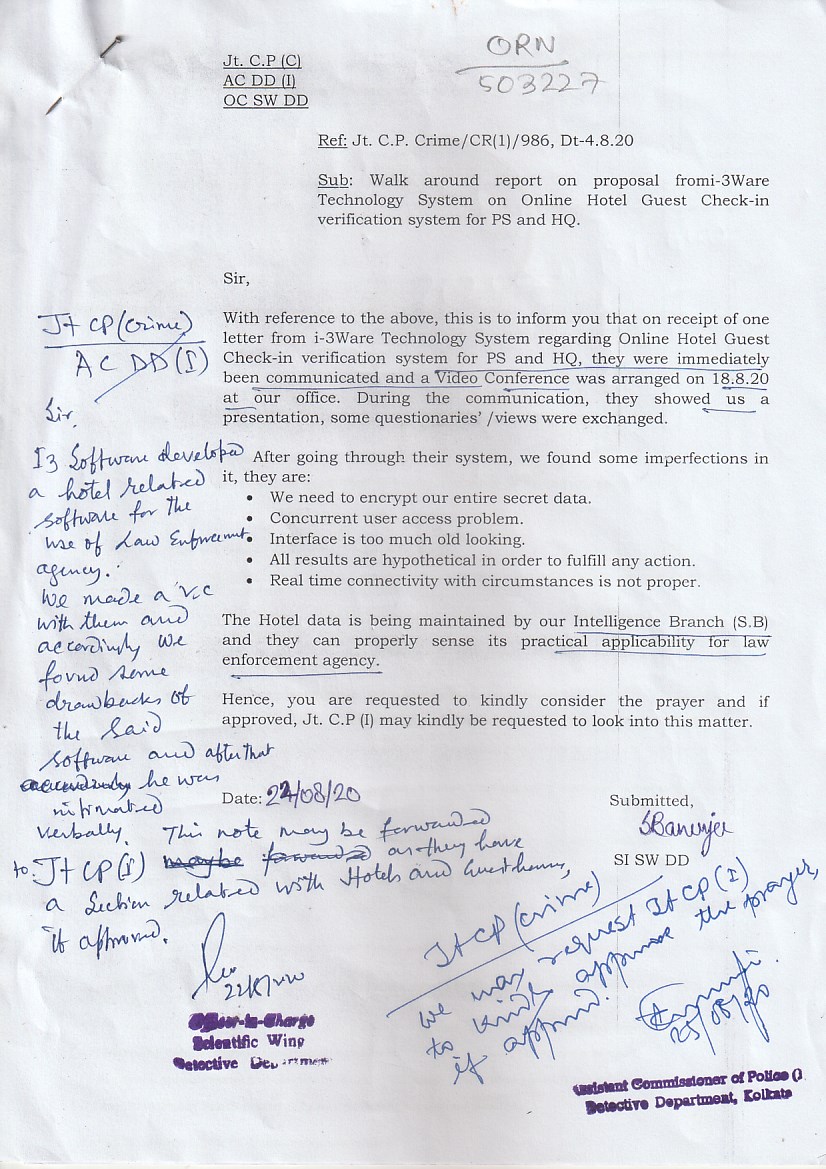 Jt. C.P (C)
AC DD (I)
OC SW DD
ORN
503227
Ref: Jt. C.P. Crime/CR(1)/986, Dt-4.8.20
Sub: Walk around report on proposal fromi-3Ware
Technology System on Online Hotel Guest Check-in
verification system for PS and HQ.
Sir,
With reference to the above, this is to inform you that on receipt of one
letter from i-3Ware Technology System regarding Online Hotel Guest
Check-in verification system for PS and HQ, they were immediately
been communicated and a Video Conference was arranged on 18.8.20
at our office. During the communication, they showed us a
presentation, some questionaries' /views were exchanged.
After going through their system, we found some imperfections in
it, they are:
• We need to encrypt our entire secret data.
• Concurrent user access problem.
• Interface is too much old looking.
• All results are hypothetical in order to fulfill any action.
• Real time connectivity with circumstances is not proper.
The Hotel data is being maintained by our Intelligence Branch (S.B)
and they can properly sense its practical applicability for law
enforcement agency.
Hence, you are requested to kindly consider the prayer and if
approved, Jt. C.P (I) may kindly be requested to look into this matter.
Date: 24/08/20
Submitted,
SBanerjee
SI SW DD
Jt CP (Crime)
AC DD (I)
Sir,
I3 Software developed
a hotel related
software for the
use of Law Enforcement
agency.
We made a V.C
with them and
accordingly we
found some
drawbacks of
the said
software and after that
he was
intimated
verbally. This note may be forwarded
to Jt CP (I) as they have
a Section related with Hotels and Guest houses,
if approved.
Officer-in-Charge
Scientific Wing
Detective Department
Jt CP (Crime)
We may request Jt CP (I)
to kindly approve the prayer,
if approved.
25/08/20
Assistant Commissioner of Police (I
Detective Department, Kolkata